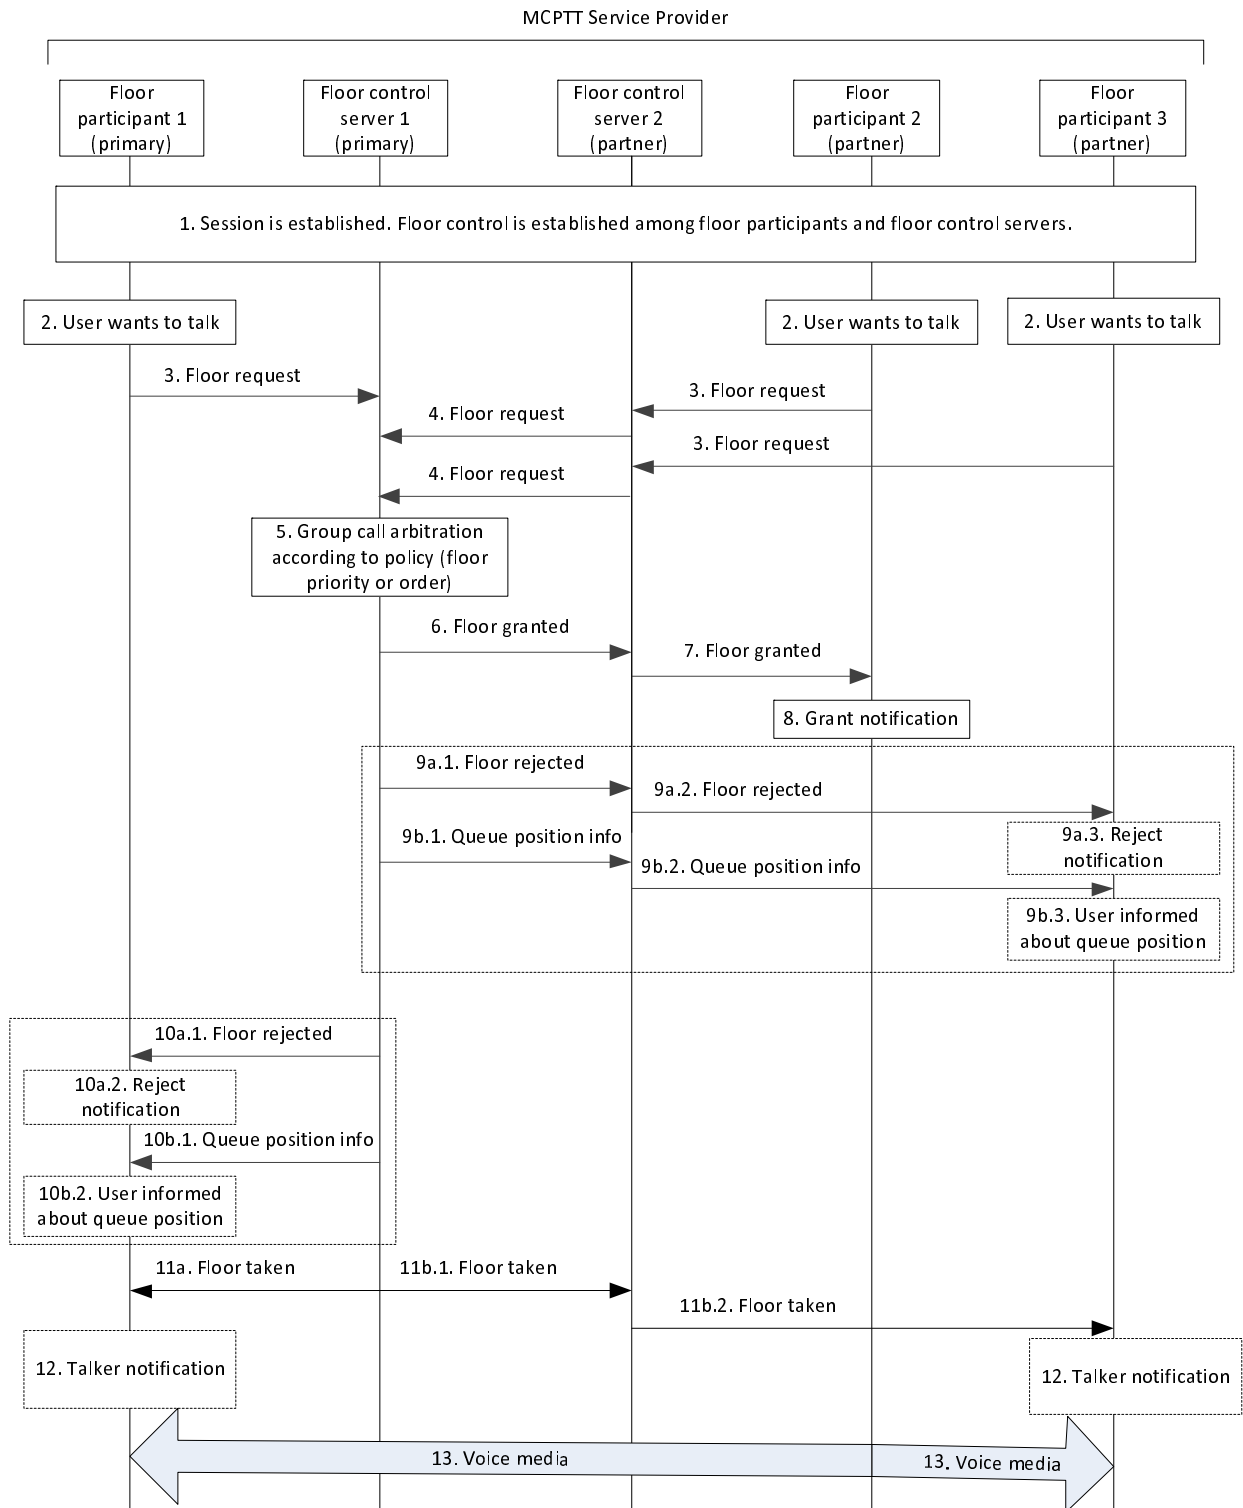 MCPTT Service Provider
Floor
participant 1
(primary)
Floor control
server 1
(primary)
Floor control
server 2
(partner)
Floor
participant 2
(partner)
Floor
participant 3
(partner)
1. Session is established. Floor control is established among floor participants and floor control servers.
2. User wants to talk
2. User wants to talk
2. User wants to talk
3. Floor request
3. Floor request
4. Floor request
3. Floor request
4. Floor request
5. Group call arbitration
according to policy (floor
priority or order)
6. Floor granted
7. Floor granted
8. Grant notification
9a.1. Floor rejected
9a.2. Floor rejected
9a.3. Reject
notification
9b.1. Queue position info
9b.2. Queue position info
9b.3. User informed
about queue position
10a.1. Floor rejected
10a.2. Reject
notification
10b.1. Queue position info
10b.2. User informed
about queue position
11a. Floor taken
11b.1. Floor taken
11b.2. Floor taken
12. Talker notification
12. Talker notification
13. Voice media
13. Voice media